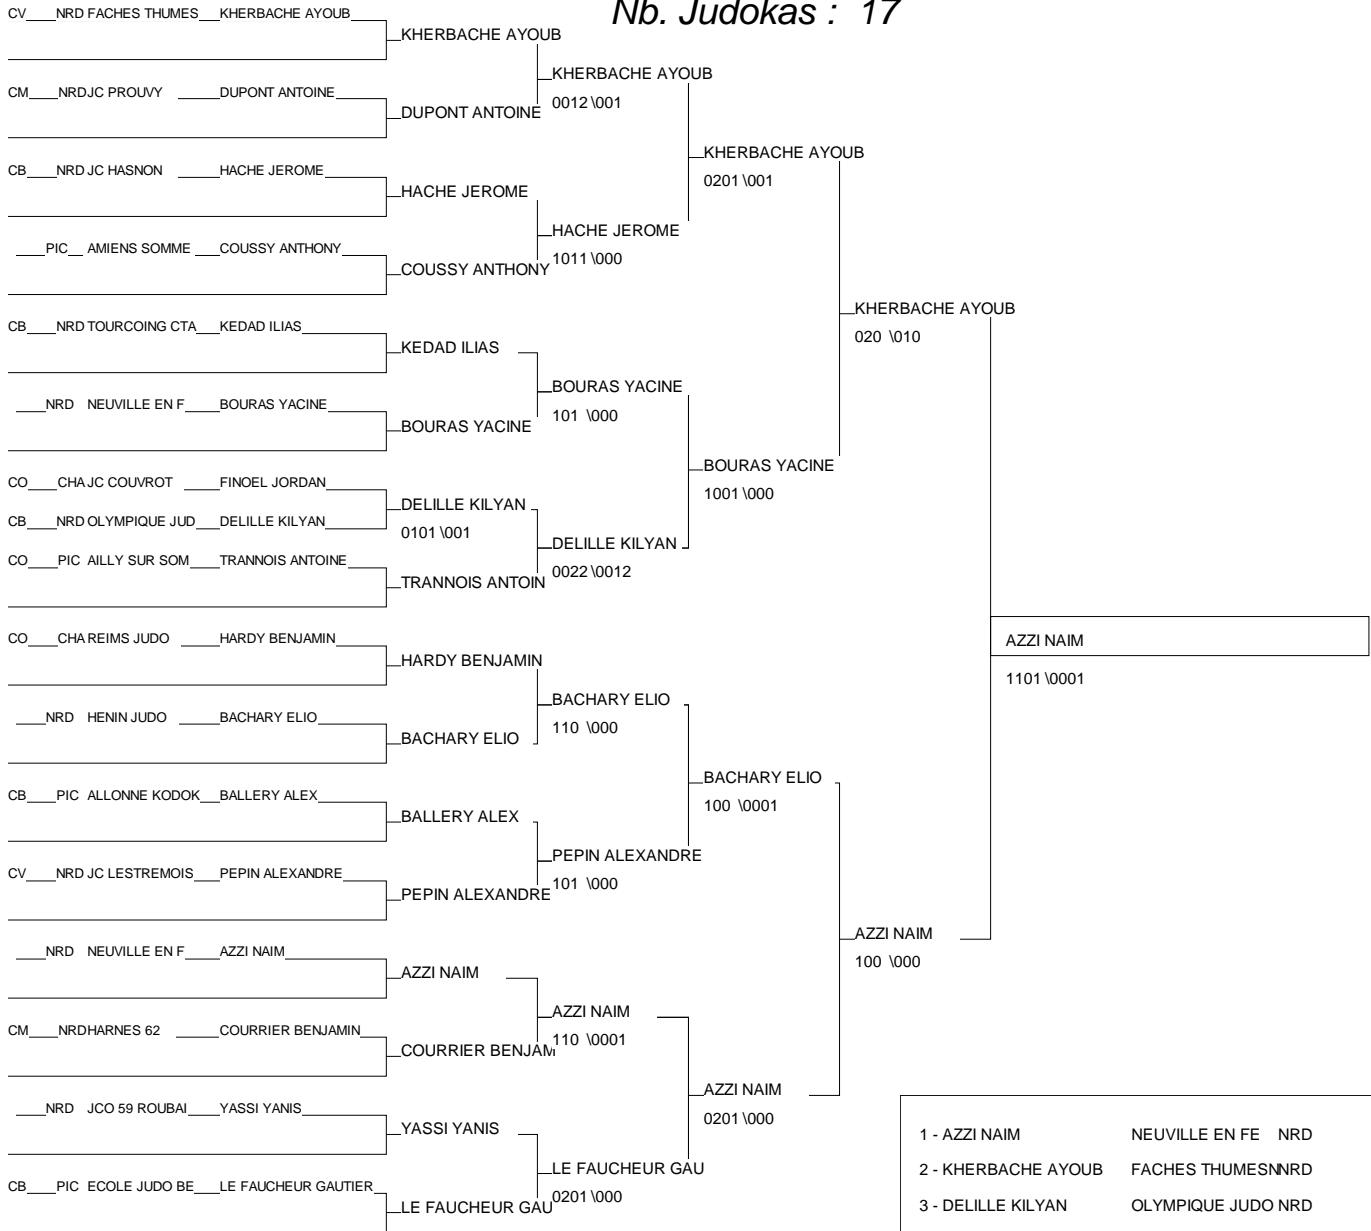 Nb. Judokas : 17
CV NRD FACHES THUMES KHERBACHE AYOUB
KHERBACHE AYOUB
KHERBACHE AYOUB
0012 \001
CM NRD JC PROUVY DUPONT ANTOINE
DUPONT ANTOINE
KHERBACHE AYOUB
0201 \001
CB NRD JC HASNON HACHE JEROME
HACHE JEROME
HACHE JEROME
1011 \000
PIC AMIENS SOMME COUSSY ANTHONY
COUSSY ANTHONY
KHERBACHE AYOUB
020 \010
CB NRD TOURCOING CTA KEDAD ILIAS
KEDAD ILIAS
BOURAS YACINE
101 \000
NRD NEUVILLE EN F BOURAS YACINE
BOURAS YACINE
BOURAS YACINE
1001 \000
CO CHA JC COUVROT FINOEL JORDAN
DELILLE KILYAN
0101 \001
CB NRD OLYMPIQUE JUD DELILLE KILYAN
DELILLE KILYAN
0022 \0012
CO PIC AILLY SUR SOM TRANNOIS ANTOINE
TRANNOIS ANTOIN
AZZI NAIM
1101 \0001
CO CHA REIMS JUDO HARDY BENJAMIN
HARDY BENJAMIN
BACHARY ELIO
110 \000
NRD HENIN JUDO BACHARY ELIO
BACHARY ELIO
BACHARY ELIO
100 \0001
CB PIC ALLONNE KODOK BALLERY ALEX
BALLERY ALEX
PEPIN ALEXANDRE
101 \000
CV NRD JC LESTREMOIS PEPIN ALEXANDRE
PEPIN ALEXANDRE
AZZI NAIM
100 \000
NRD NEUVILLE EN F AZZI NAIM
AZZI NAIM
AZZI NAIM
110 \0001
CM NRD HARNES 62 COURRIER BENJAMIN
COURRIER BENJAM
AZZI NAIM
0201 \000
NRD JCO 59 ROUBAI YASSI YANIS
YASSI YANIS
LE FAUCHEUR GAU
0201 \000
CB PIC ECOLE JUDO BE LE FAUCHEUR GAUTIER
LE FAUCHEUR GAU
1 - AZZI NAIM NEUVILLE EN FE NRD
2 - KHERBACHE AYOUB FACHES THUMESN NRD
3 - DELILLE KILYAN OLYMPIQUE JUDO NRD